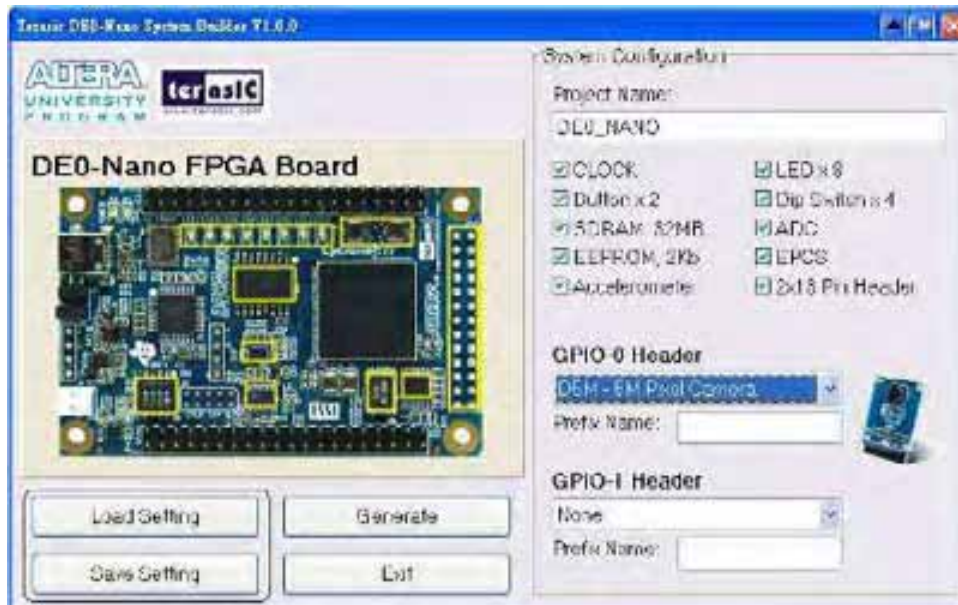 Terasic DE0-Nano System Builder V1.0.0
ALTERA
UNIVERSITY
PROGRAM
terasIC
www.terasic.com
DE0-Nano FPGA Board
Load Setting
Generate
Save Setting
Exit
System Configuration
Project Name:
DE0_NANO
CLOCK
LED x 8
Button x 2
Dip Switch x 4
SDRAM, 32MB
ADC
EEPROM, 2Kb
EPCS
Accelerometer
2x13 Pin Header
GPIO-0 Header
Pixel Camera
Prefix Name:
GPIO-1 Header
None
Prefix Name: